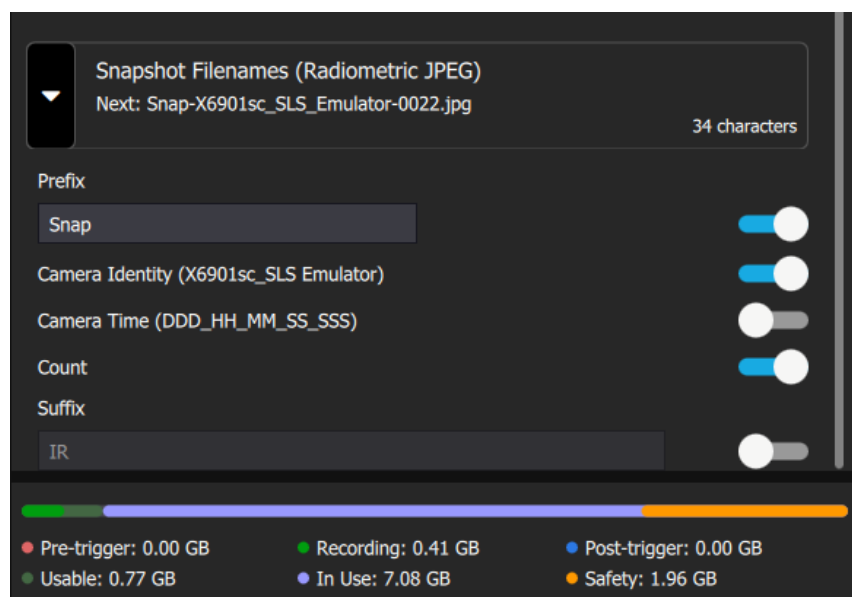 Snapshot Filenames (Radiometric JPEG)
Next: Snap-X6901sc_SLS_Emulator-0022.jpg
34 characters
Prefix
Snap
Camera Identity (X6901sc_SLS Emulator)
Camera Time (DDD_HH_MM_SS_SSS)
Count
Suffix
IR
Pre-trigger: 0.00 GB Recording: 0.41 GB Post-trigger: 0.00 GB
Usable: 0.77 GB In Use: 7.08 GB Safety: 1.96 GB